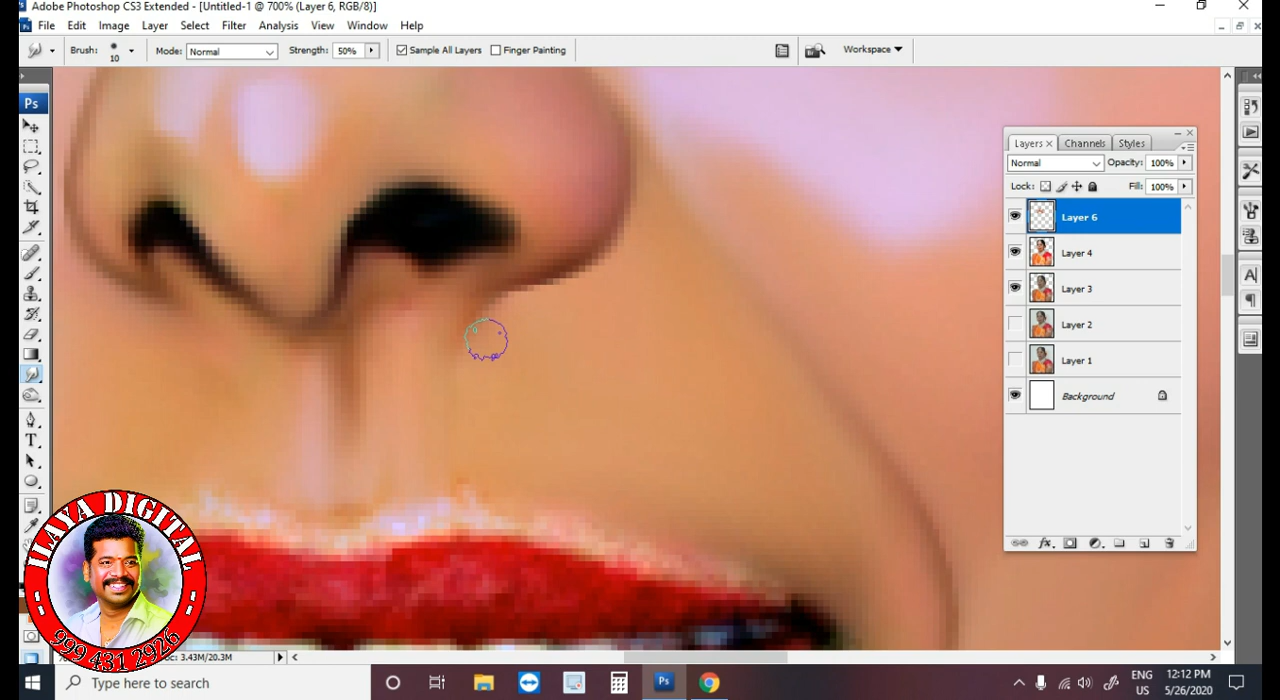 Adobe Photoshop CS3 Extended - [Untitled-1 @ 700% (Layer 6, RGB/8)]
File Edit Image Layer Select Filter Analysis View Window Help
Brush: 10 Mode: Normal Strength: 50% Sample All Layers Finger Painting Workspace
Ps
Layers Channels Styles
Normal Opacity: 100%
Lock: Fill: 100%
Layer 6
Layer 4
Layer 3
Layer 2
Layer 1
Background
ILAYA DIGITAL
999 431 2926
oc: 3.43M/20.3M
Type here to search
Ps
ENG
US
12:12 PM
5/26/2020